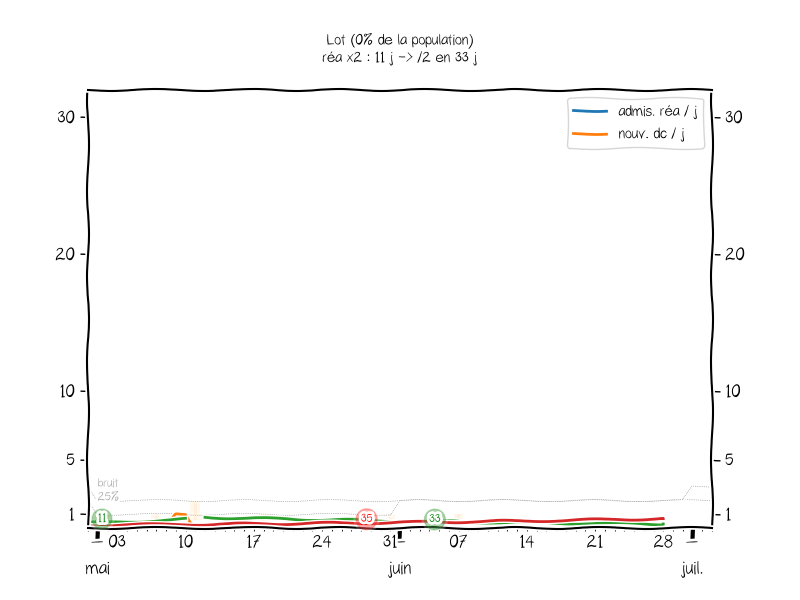 Lot (0% de la population)
réa x2 : 11 j -> /2 en 33 j
admis. réa / j
nouv. dc / j
30
30
20
20
10
10
5
5
bruit
25%
1
11
35
33
1
03
10
17
24
31
07
14
21
28
mai
juin
juil.